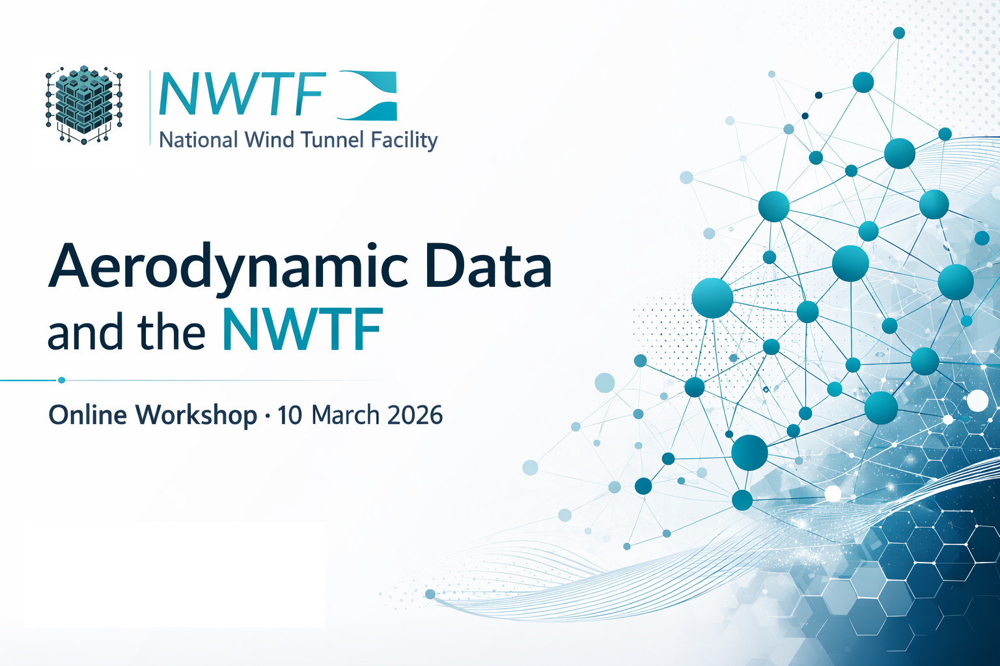 NWTF
National Wind Tunnel Facility
Aerodynamic Data
and the NWTF
Online Workshop · 10 March 2026